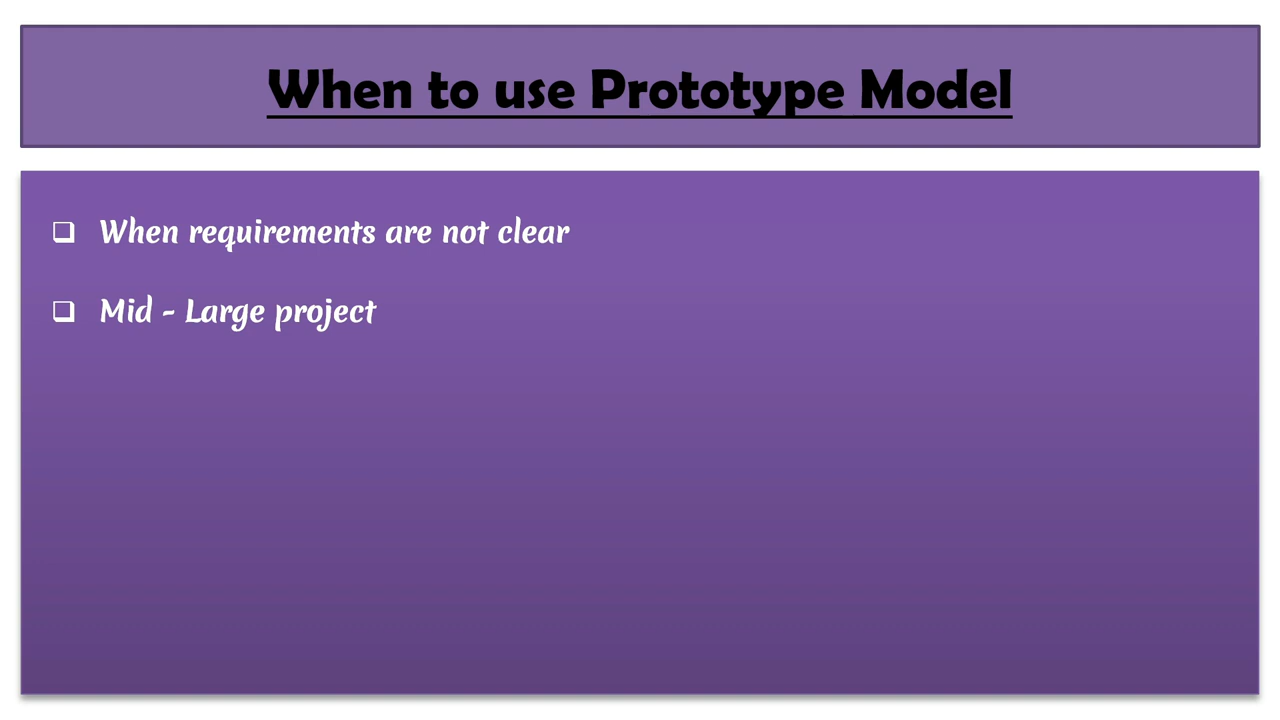 When to use Prototype Model
When requirements are not clear
Mid - Large project